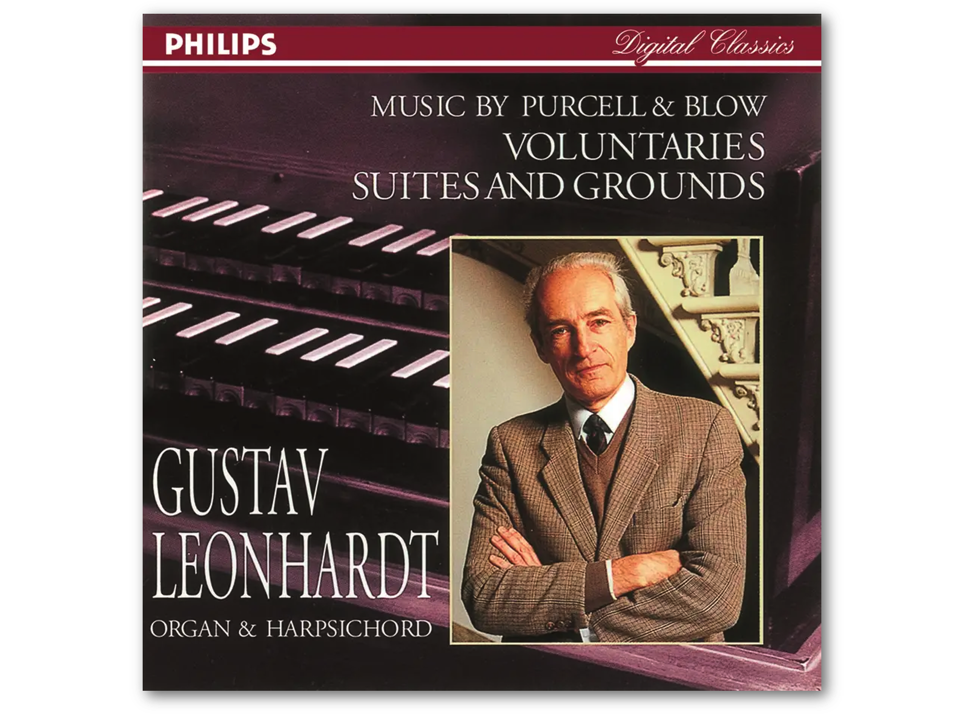 PHILIPS
Digital Classics
MUSIC BY PURCELL & BLOW
VOLUNTARIES
SUITES AND GROUNDS
GUSTAV
LEONHARDT
ORGAN & HARPSICHORD